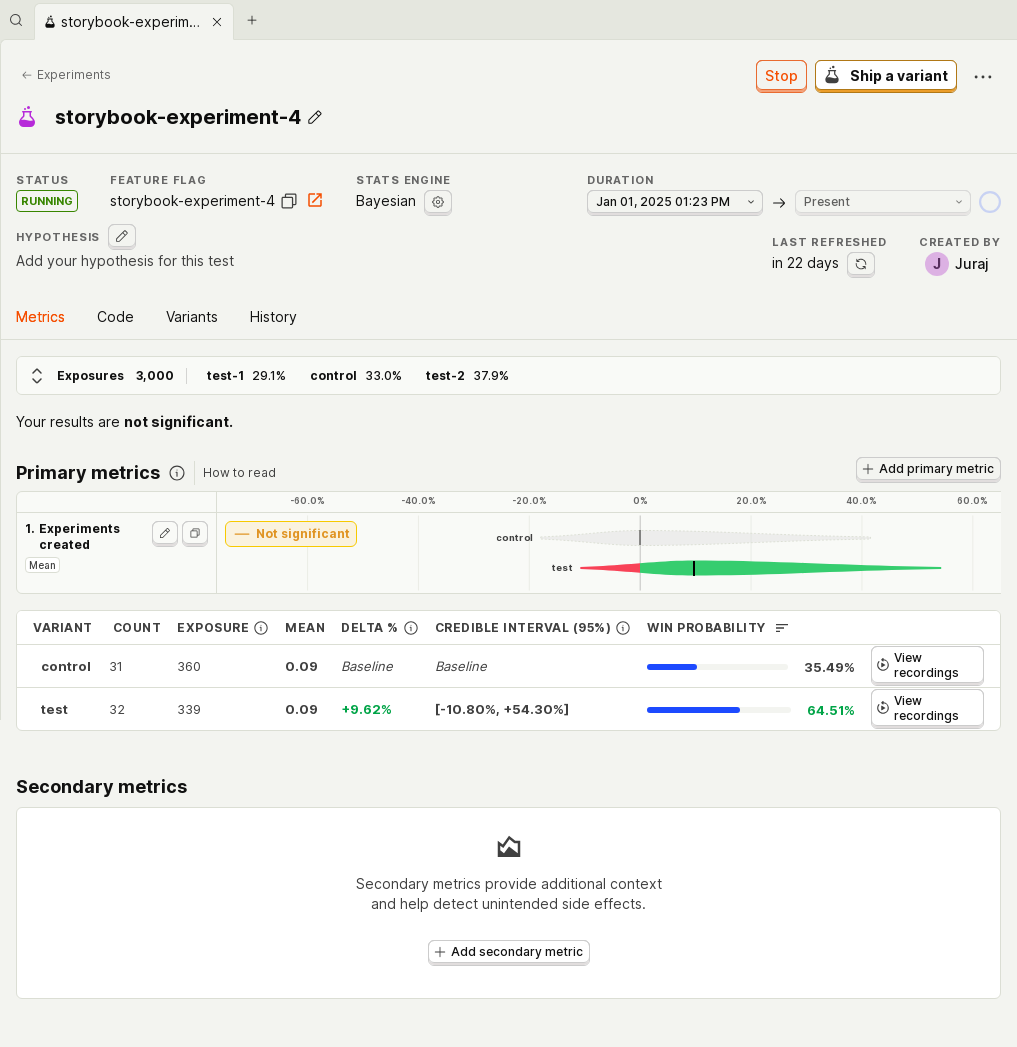 storybook-experim...
Experiments
Stop
Ship a variant
storybook-experiment-4
STATUS
FEATURE FLAG
STATS ENGINE
DURATION
RUNNING
storybook-experiment-4
Bayesian
Jan 01, 2025 01:23 PM
Present
HYPOTHESIS
Add your hypothesis for this test
LAST REFRESHED
CREATED BY
in 22 days
J
Juraj
Metrics
Code
Variants
History
Exposures 3,000
test-1 29.1%
control 33.0%
test-2 37.9%
Your results are not significant.
Primary metrics
How to read
Add primary metric
-60.0%
-40.0%
-20.0%
0%
20.0%
40.0%
60.0%
1. Experiments
created
Mean
— Not significant
control
test
VARIANT
COUNT
EXPOSURE
MEAN
DELTA %
CREDIBLE INTERVAL (95%)
WIN PROBABILITY
control
31
360
0.09
Baseline
Baseline
35.49%
View
recordings
test
32
339
0.09
+9.62%
[-10.80%, +54.30%]
64.51%
View
recordings
Secondary metrics
Secondary metrics provide additional context
and help detect unintended side effects.
Add secondary metric